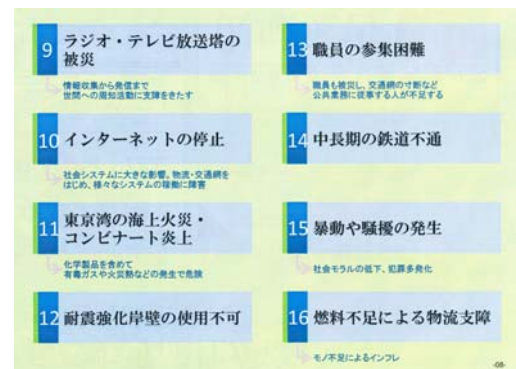 9 ラジオ・テレビ放送塔の
被災
情報収集から発信まで
世間への周知活動に支障をきたす
10 インターネットの停止
社会システムに大きな影響。物流・交通網を
はじめ、様々なシステムの稼働に障害
11 東京湾の海上火災・
コンビナート炎上
化学製品を含めて
有毒ガスや火災熱などの発生で危険
12 耐震強化岸壁の使用不可
13 職員の参集困難
職員も被災し、交通網の寸断など
公共業務に従事する人が不足する
14 中長期の鉄道不通
15 暴動や騒擾の発生
社会モラルの低下、犯罪多発化
16 燃料不足による物流支障
モノ不足によるインフレ
-08-